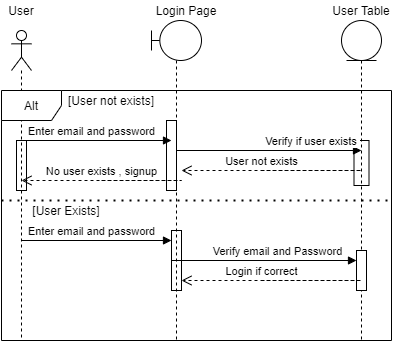 User
Login Page
User Table
Alt
[User not exists]
Enter email and password
Verify if user exists
User not exists
No user exists , signup
[User Exists]
Enter email and password
Verify email and Password
Login if correct